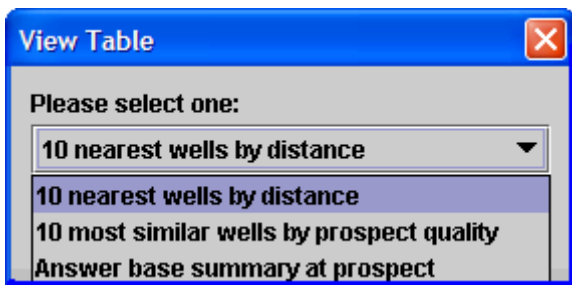 View Table
Please select one:
10 nearest wells by distance
10 nearest wells by distance
10 most similar wells by prospect quality
Answer base summary at prospect